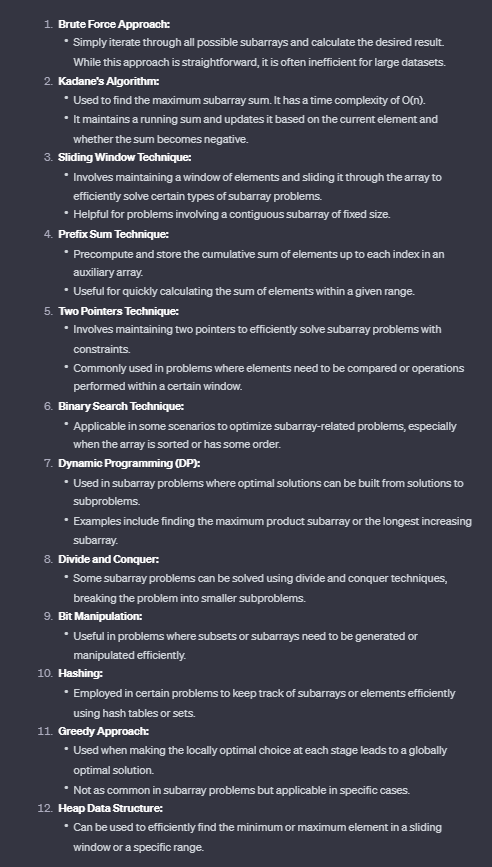 1. Brute Force Approach:
• Simply iterate through all possible subarrays and calculate the desired result.
While this approach is straightforward, it is often inefficient for large datasets.
2. Kadane's Algorithm:
• Used to find the maximum subarray sum. It has a time complexity of O(n).
• It maintains a running sum and updates it based on the current element and
whether the sum becomes negative.
3. Sliding Window Technique:
• Involves maintaining a window of elements and sliding it through the array to
efficiently solve certain types of subarray problems.
• Helpful for problems involving a contiguous subarray of fixed size.
4. Prefix Sum Technique:
• Precompute and store the cumulative sum of elements up to each index in an
auxiliary array.
• Useful for quickly calculating the sum of elements within a given range.
5. Two Pointers Technique:
• Involves maintaining two pointers to efficiently solve subarray problems with
constraints.
• Commonly used in problems where elements need to be compared or operations
performed within a certain window.
6. Binary Search Technique:
• Applicable in some scenarios to optimize subarray-related problems, especially
when the array is sorted or has some order.
7. Dynamic Programming (DP):
• Used in subarray problems where optimal solutions can be built from solutions to
subproblems.
• Examples include finding the maximum product subarray or the longest increasing
subarray.
8. Divide and Conquer:
• Some subarray problems can be solved using divide and conquer techniques,
breaking the problem into smaller subproblems.
9. Bit Manipulation:
• Useful in problems where subsets or subarrays need to be generated or
manipulated efficiently.
10. Hashing:
• Employed in certain problems to keep track of subarrays or elements efficiently
using hash tables or sets.
11. Greedy Approach:
• Used when making the locally optimal choice at each stage leads to a globally
optimal solution.
• Not as common in subarray problems but applicable in specific cases.
12. Heap Data Structure:
• Can be used to efficiently find the minimum or maximum element in a sliding
window or a specific range.